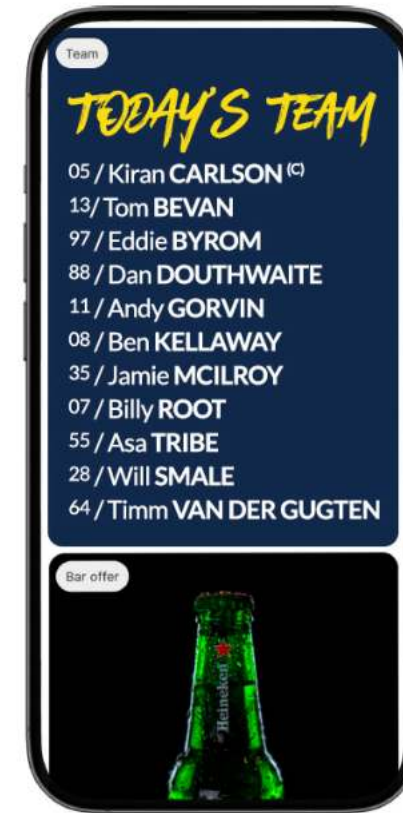 Team
TODAY'S TEAM
05 / Kiran CARLSON (C)
13/ Tom BEVAN
97 / Eddie BYROM
88 / Dan DOUTHWAITE
11 / Andy GORVIN
08 / Ben KELLAWAY
35 / Jamie MCILROY
07 / Billy ROOT
55 / Asa TRIBE
28 / Will SMALE
64 / Timm VAN DER GUGTEN
Bar offer
Heineken